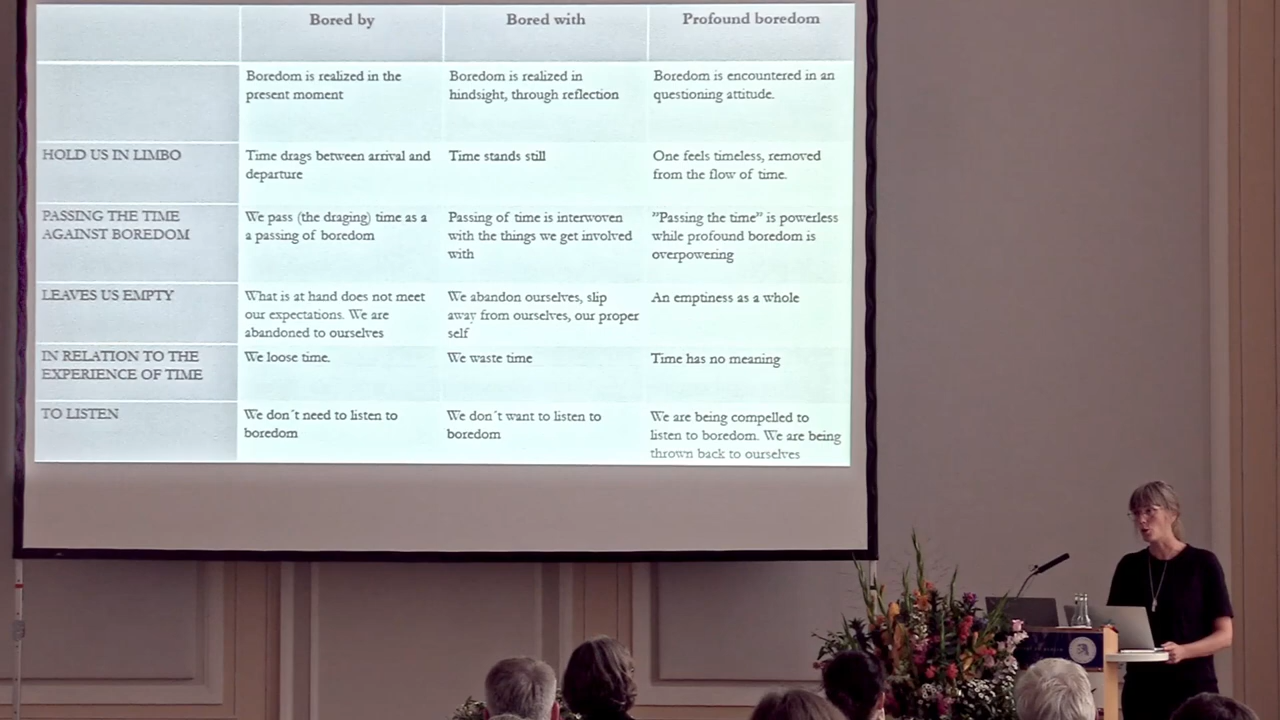 Bored by
Bored with
Profound boredom
Boredom is realized in the
present moment
Boredom is realized in
hindsight, through reflection
Boredom is encountered in an
questioning attitude.
HOLD US IN LIMBO
Time drags between arrival and
departure
Time stands still
One feels timeless, removed
from the flow of time.
PASSING THE TIME
AGAINST BOREDOM
We pass (the draging) time as a
a passing of boredom
Passing of time is interwoven
with the things we get involved
with
”Passing the time” is powerless
while profound boredom is
overpowering
LEAVES US EMPTY
What is at hand does not meet
our expectations. We are
abandoned to ourselves
We abandon ourselves, slip
away from ourselves, our proper
self
An emptiness as a whole
IN RELATION TO THE
EXPERIENCE OF TIME
We loose time.
We waste time
Time has no meaning
TO LISTEN
We don´t need to listen to
boredom
We don´t want to listen to
boredom
We are being compelled to
listen to boredom. We are being
thrown back to ourselves